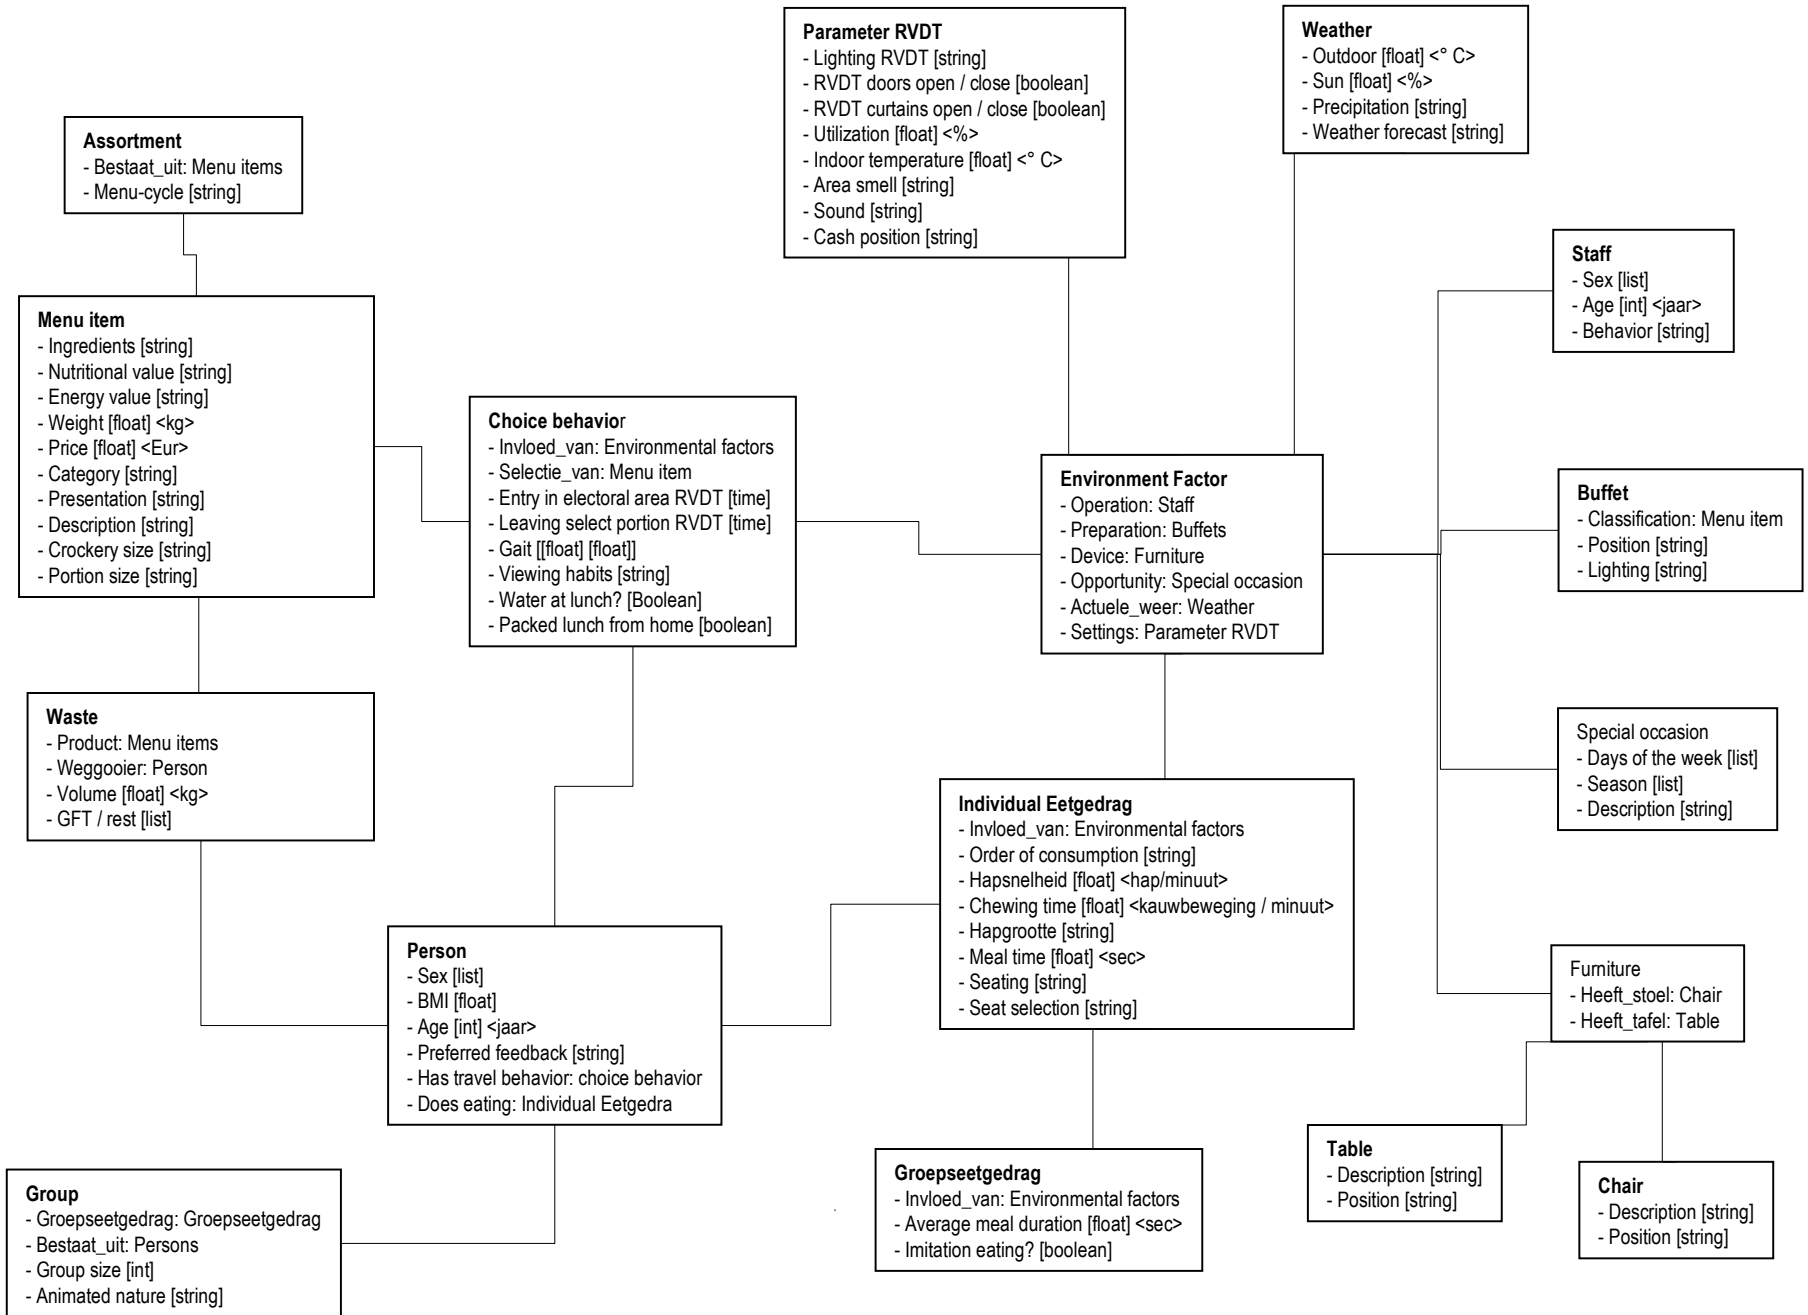 Parameter RVDT
- Lighting RVDT [string]
- RVDT doors open / close [boolean]
- RVDT curtains open / close [boolean]
- Utilization [float] <%>
- Indoor temperature [float] <° C>
- Area smell [string]
- Sound [string]
- Cash position [string]
Weather
- Outdoor [float] <° C>
- Sun [float] <%>
- Precipitation [string]
- Weather forecast [string]
Assortment
- Bestaat_uit: Menu items
- Menu-cycle [string]
Staff
- Sex [list]
- Age [int] <jaar>
- Behavior [string]
Menu item
- Ingredients [string]
- Nutritional value [string]
- Energy value [string]
- Weight [float] <kg>
- Price [float] <Eur>
- Category [string]
- Presentation [string]
- Description [string]
- Crockery size [string]
- Portion size [string]
Choice behavior
- Invloed_van: Environmental factors
- Selectie_van: Menu item
- Entry in electoral area RVDT [time]
- Leaving select portion RVDT [time]
- Gait [[float] [float]]
- Viewing habits [string]
- Water at lunch? [Boolean]
- Packed lunch from home [boolean]
Environment Factor
- Operation: Staff
- Preparation: Buffets
- Device: Furniture
- Opportunity: Special occasion
- Actuele_weer: Weather
- Settings: Parameter RVDT
Buffet
- Classification: Menu item
- Position [string]
- Lighting [string]
Waste
- Product: Menu items
- Weggooier: Person
- Volume [float] <kg>
- GFT / rest [list]
Special occasion
- Days of the week [list]
- Season [list]
- Description [string]
Individual Eetgedrag
- Invloed_van: Environmental factors
- Order of consumption [string]
- Hapsnelheid [float] <hap/minuut>
- Chewing time [float] <kauwbeweging / minuut>
- Hapgrootte [string]
- Meal time [float] <sec>
- Seating [string]
- Seat selection [string]
Person
- Sex [list]
- BMI [float]
- Age [int] <jaar>
- Preferred feedback [string]
- Has travel behavior: choice behavior
- Does eating: Individual Eetgedra
Furniture
- Heeft_stoel: Chair
- Heeft_tafel: Table
Group
- Groepseetgedrag: Groepseetgedrag
- Bestaat_uit: Persons
- Group size [int]
- Animated nature [string]
Groepseetgedrag
- Invloed_van: Environmental factors
- Average meal duration [float] <sec>
- Imitation eating? [boolean]
Table
- Description [string]
- Position [string]
Chair
- Description [string]
- Position [string]